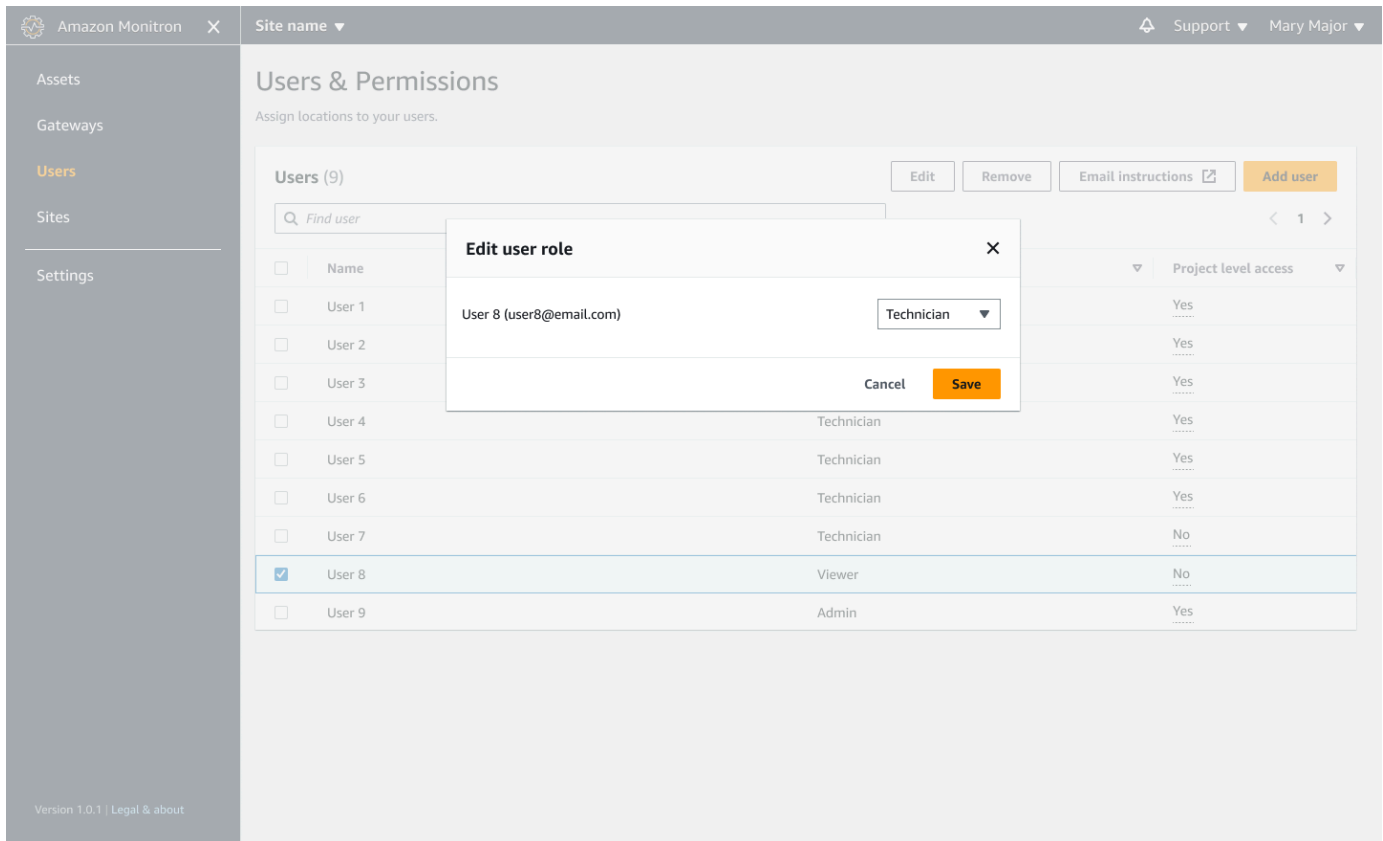 Amazon Monitron
Site name
Support
Mary Major
Assets
Gateways
Users
Sites
Settings
Version 1.0.1 | Legal & about
Users & Permissions
Assign locations to your users.
Users (9)
Edit
Remove
Email instructions
Add user
Find user
1
Name
Project level access
User 1
Yes
User 2
Yes
User 3
Yes
Edit user role
User 8 (user8@email.com)
Technician
Cancel
Save
User 4 Technician Yes
User 5 Technician Yes
User 6 Technician Yes
User 7 Technician No
User 8 Viewer No
User 9 Admin Yes